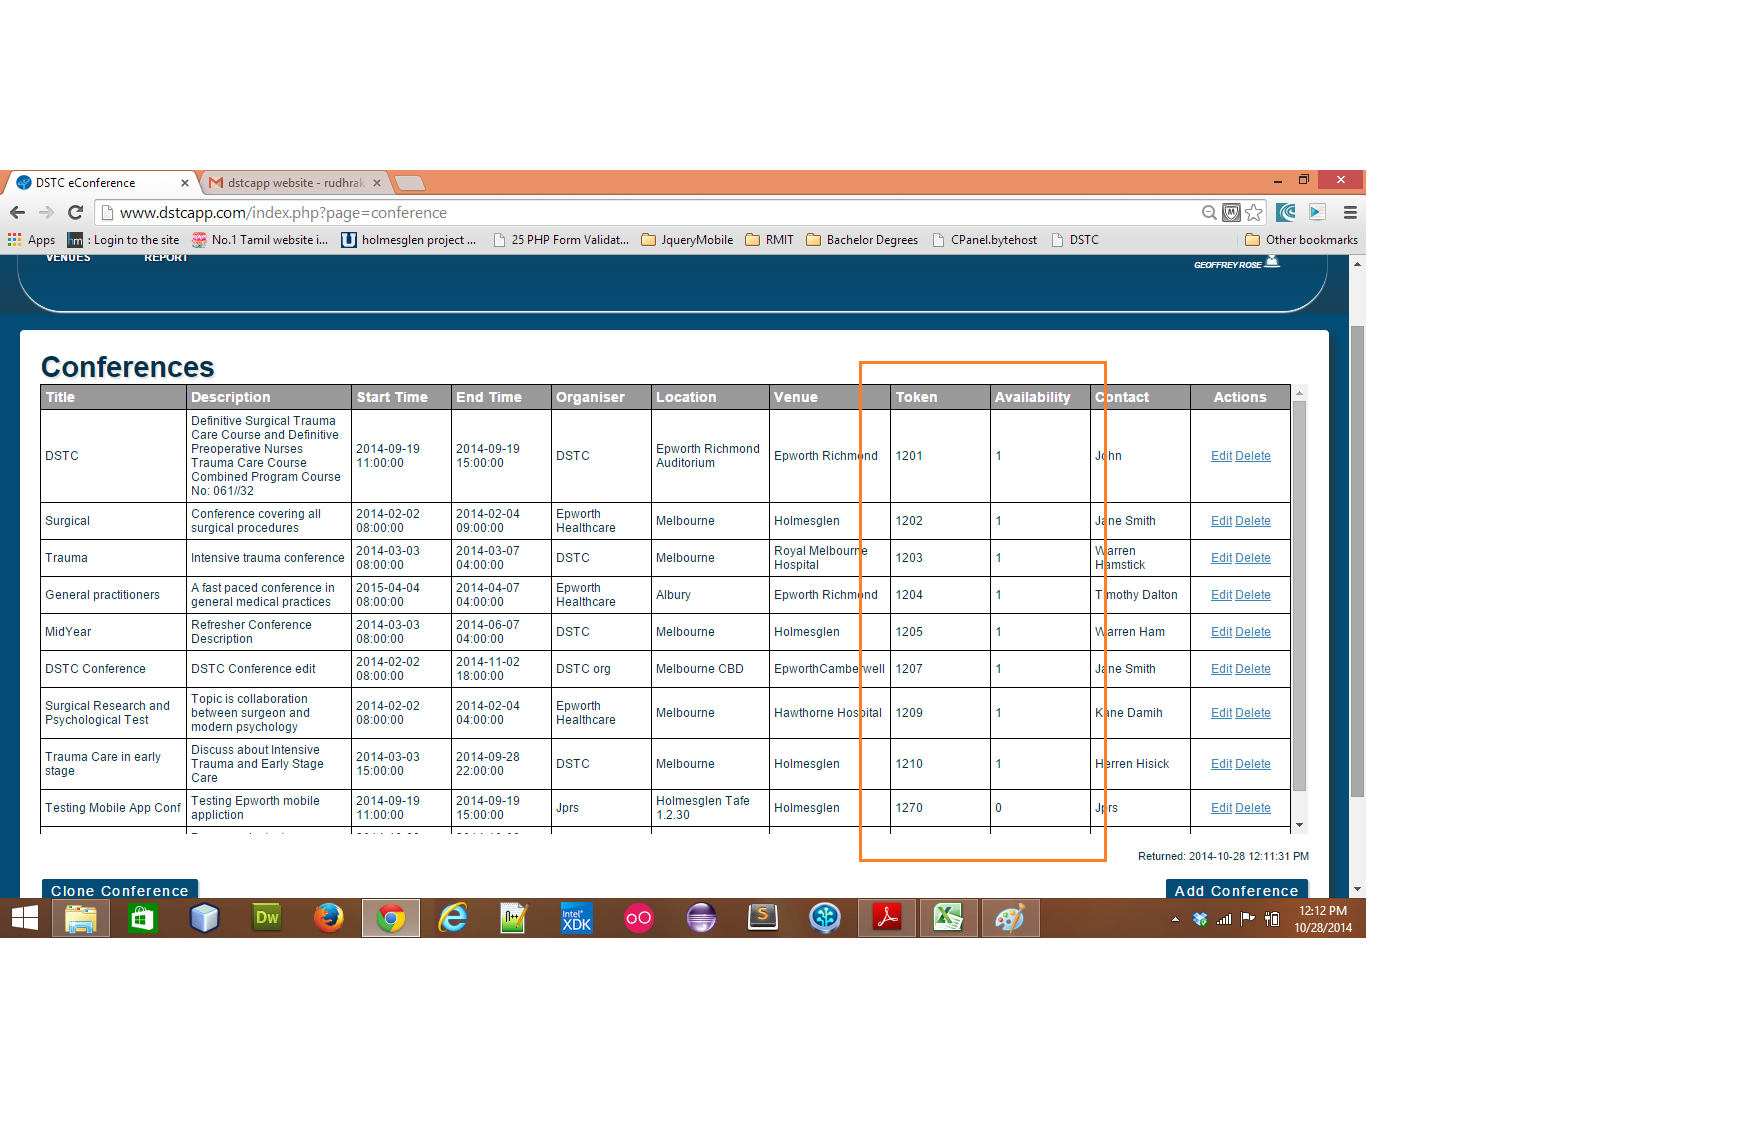 DSTC eConference
dstcapp website - rudhrak
www.dstcapp.com/index.php?page=conference
Apps
: Login to the site
No.1 Tamil website i...
holmesglen project ...
25 PHP Form Validat...
JqueryMobile
RMIT
Bachelor Degrees
CPanel.bytehost
DSTC
Other bookmarks
VENUES
REPORT
GEOFFREY ROSE
Conferences
Title Description Start Time End Time Organiser Location Venue Token Availability Contact Actions
DSTC
Definitive Surgical Trauma
Care Course and Definitive
Preoperative Nurses
Trauma Care Course
Combined Program Course
No: 061//32
2014-09-19
11:00:00
2014-09-19
15:00:00
DSTC
Epworth Richmond
Auditorium
Epworth Richmond
1201
1
John
Edit Delete
Surgical
Conference covering all
surgical procedures
2014-02-02
08:00:00
2014-02-04
09:00:00
Epworth
Healthcare
Melbourne
Holmesglen
1202
1
Jane Smith
Edit Delete
Trauma
Intensive trauma conference
2014-03-03
08:00:00
2014-03-07
04:00:00
DSTC
Melbourne
Royal Melbourne
Hospital
1203
1
Warren
Hamstick
Edit Delete
General practitioners
A fast paced conference in
general medical practices
2015-04-04
08:00:00
2014-04-07
04:00:00
Epworth
Healthcare
Albury
Epworth Richmond
1204
1
Timothy Dalton
Edit Delete
MidYear
Refresher Conference
Description
2014-03-03
08:00:00
2014-06-07
04:00:00
DSTC
Melbourne
Holmesglen
1205
1
Warren Ham
Edit Delete
DSTC Conference
DSTC Conference edit
2014-02-02
08:00:00
2014-11-02
18:00:00
DSTC org
Melbourne CBD
EpworthCamberwell
1207
1
Jane Smith
Edit Delete
Surgical Research and
Psychological Test
Topic is collaboration
between surgeon and
modern psychology
2014-02-02
08:00:00
2014-02-04
04:00:00
Epworth
Healthcare
Melbourne
Hawthorne Hospital
1209
1
Kane Damih
Edit Delete
Trauma Care in early
stage
Discuss about Intensive
Trauma and Early Stage
Care
2014-03-03
15:00:00
2014-09-28
22:00:00
DSTC
Melbourne
Holmesglen
1210
1
Herren Hisick
Edit Delete
Testing Mobile App Conf
Testing Epworth mobile
appliction
2014-09-19
11:00:00
2014-09-19
15:00:00
Jprs
Holmesglen Tafe
1.2.30
Holmesglen
1270
0
Jprs
Edit Delete
Returned: 2014-10-28 12:11:31 PM
Clone Conference
Add Conference
Dw
intel
XDK
S
12:12 PM
10/28/2014